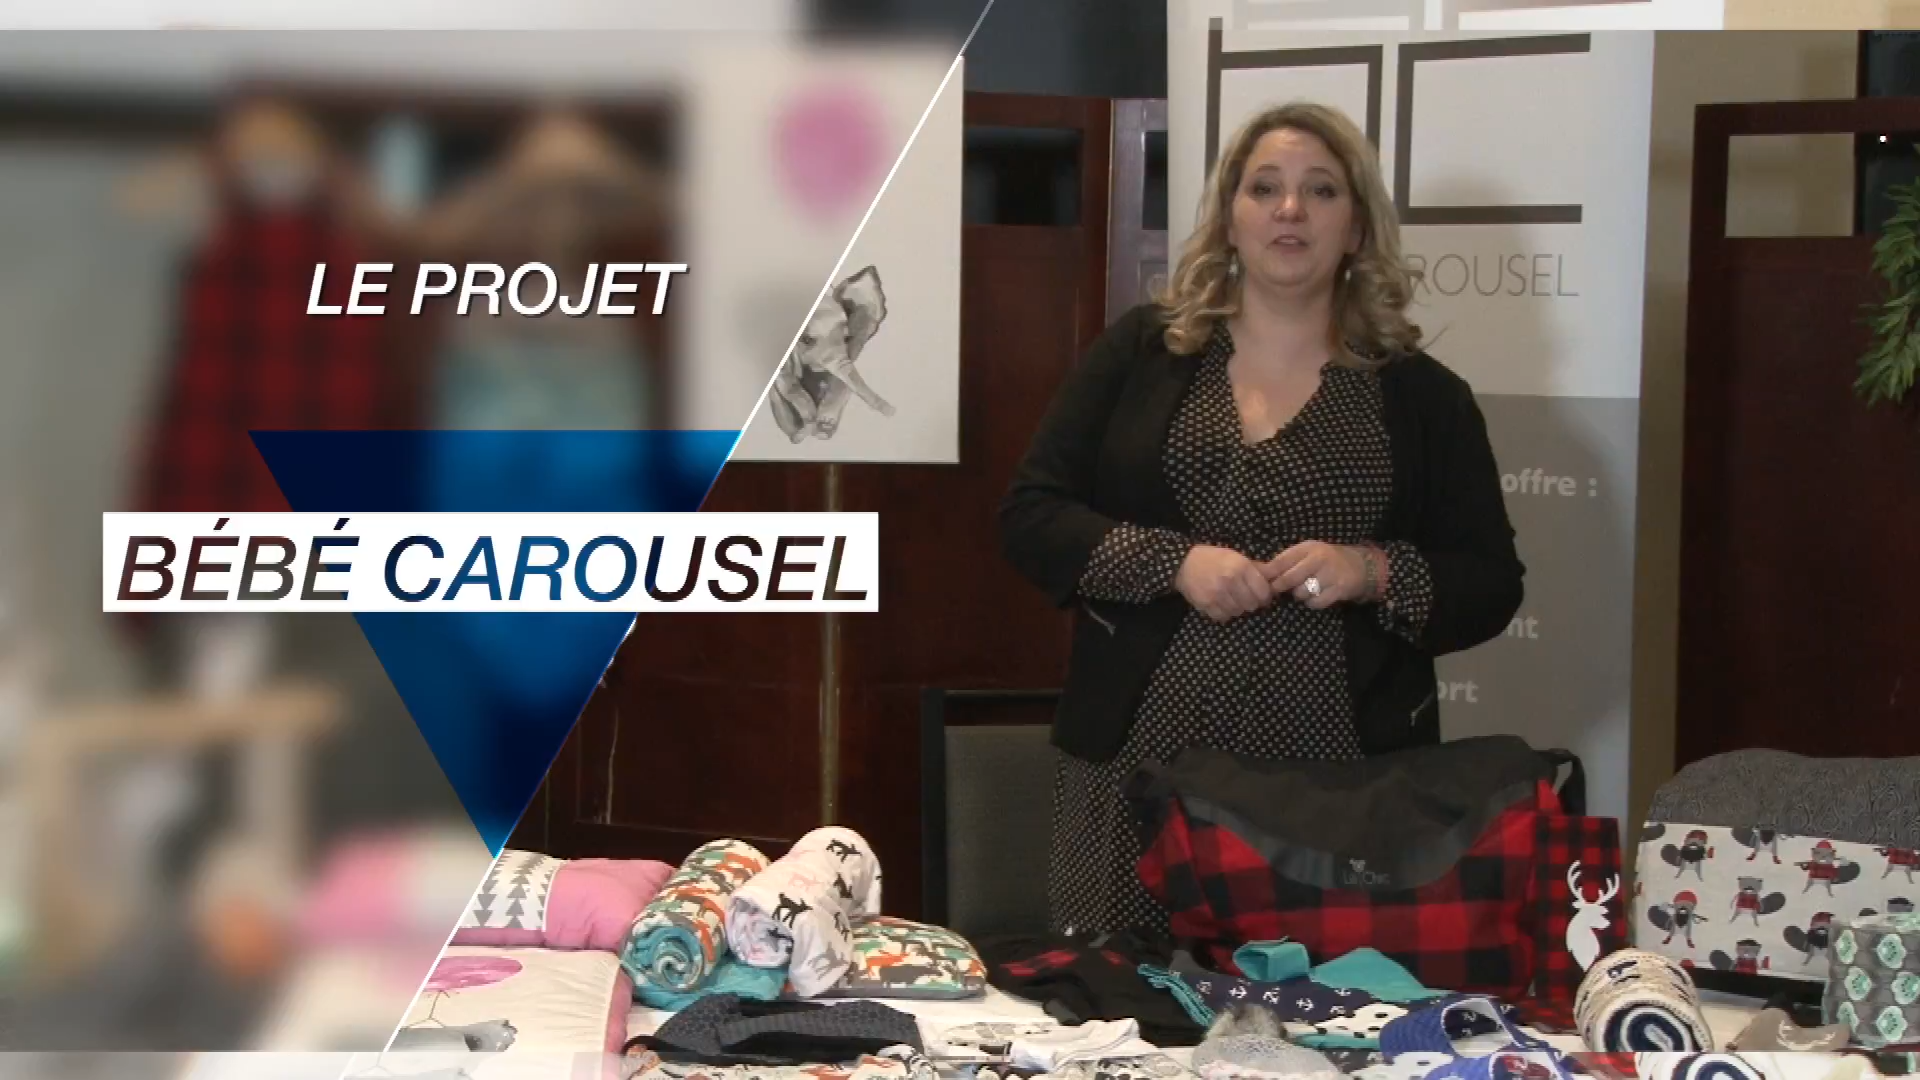 LE PROJET
BÉBÉ CAROUSEL
ROUSEL
offre :
nt
ort